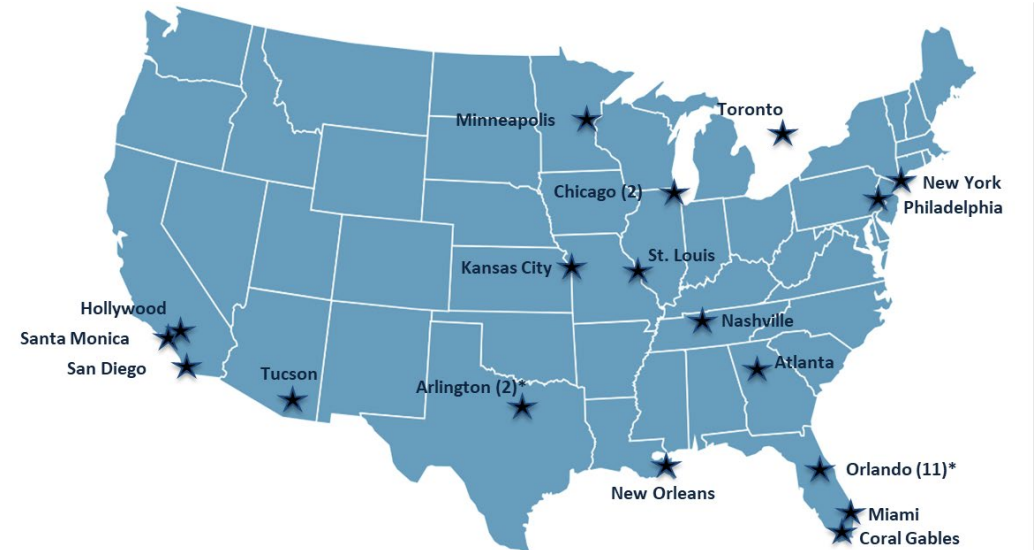 Toronto
Minneapolis
New York
Chicago (2)
Philadelphia
St. Louis
Kansas City
Hollywood
Nashville
Santa Monica
Atlanta
San Diego
Tucson
Arlington (2)*
Orlando (11)*
New Orleans
Miami
Coral Gables